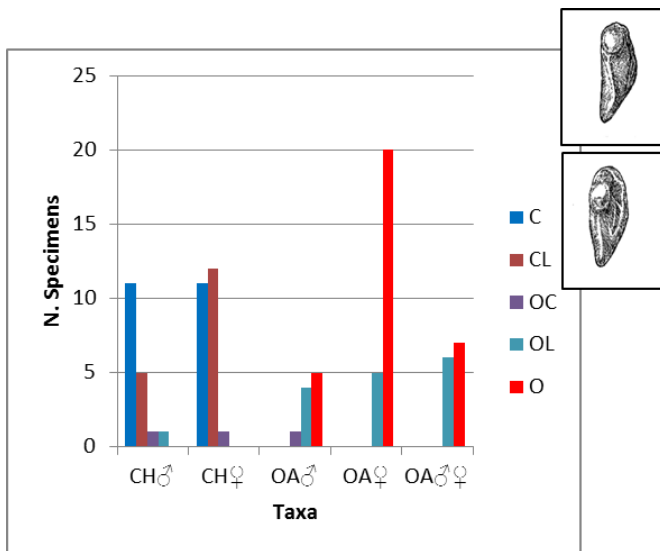 25
20
15
10
5
0
N. Specimens
CH♂ CH♀ OA♂ OA♀ OA♂♀
Taxa
C
CL
OC
OL
O